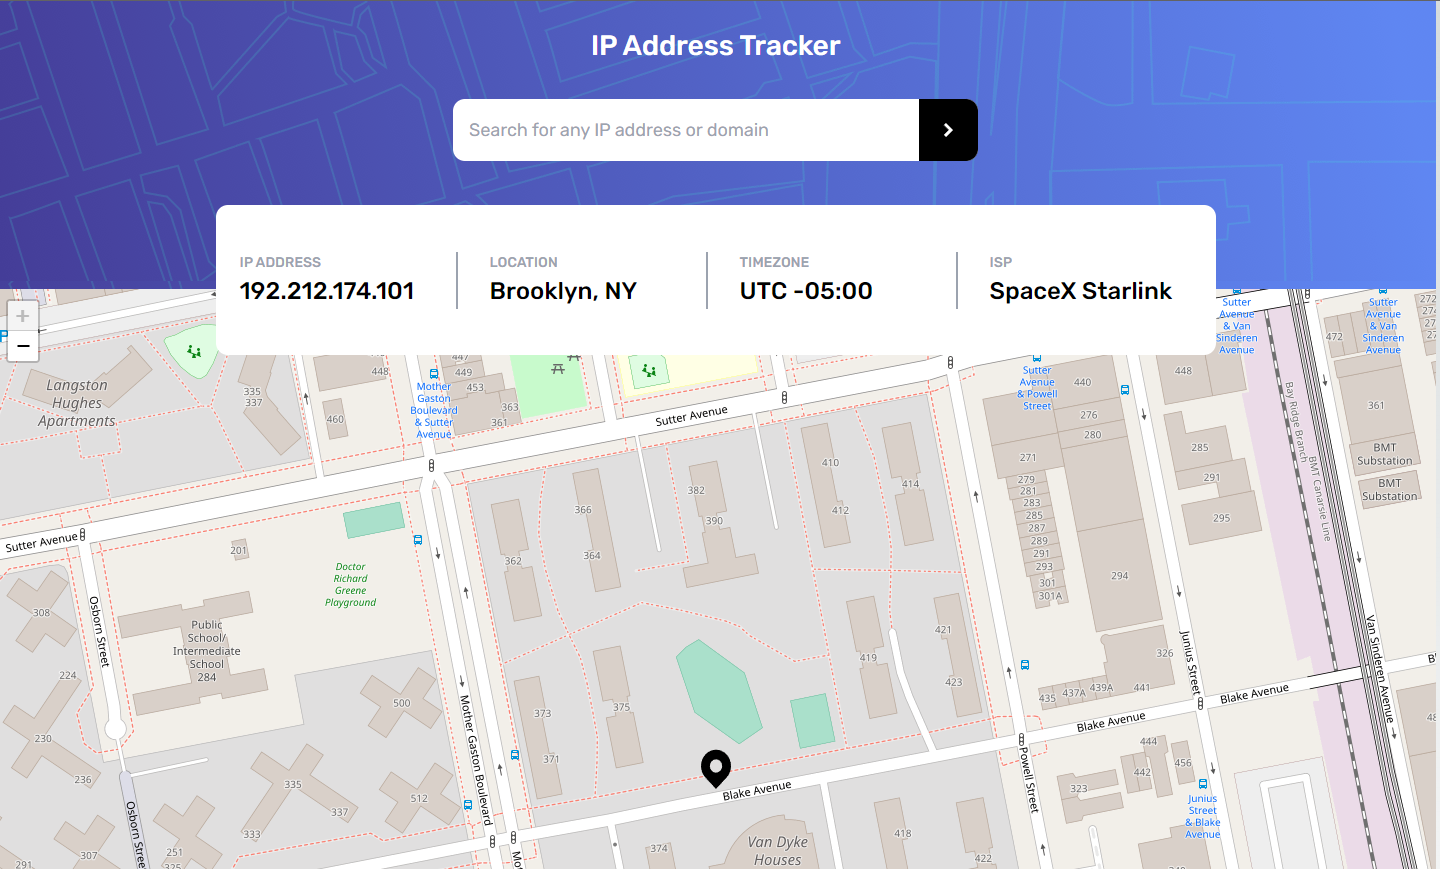 IP Address Tracker
Search for any IP address or domain
IP ADDRESS
192.212.174.101
LOCATION
Brooklyn, NY
TIMEZONE
UTC -05:00
ISP
SpaceX Starlink
+
−
Langston
Hughes
Apartments
335
337
448
460
447
449
453
363
361
Mother
Gaston
Boulevard
& Sutter
Avenue
Sutter Avenue
Sutter
Avenue
& Powell
Street
440
276
280
271
279
281
283
285
287
289
291
293
301
301A
294
448
285
291
295
Sutter
Avenue
& Van
Sinderen
Avenue
Sutter
Avenue
& Van
Sinderen
Avenue
472
361
BMT
Substation
BMT
Substation
Bay Ridge Branch
BMT Canarsie Line
Sutter Avenue
201
Doctor
Richard
Greene
Playground
366
364
362
382
390
410
412
414
308
Osborn Street
Public
School/
Intermediate
School
284
224
230
236
500
512
335
337
333
307
251
291
Osborn Street
Mother Gaston Boulevard
373
371
375
419
421
423
435
437A
439A
441
326
Junius Street
Van Sinderen Avenue
Blake Avenue
Blake Avenue
Blake Avenue
Powell Street
444
442
456
323
Junius
Street
& Blake
Avenue
374
Van Dyke
Houses
418
422